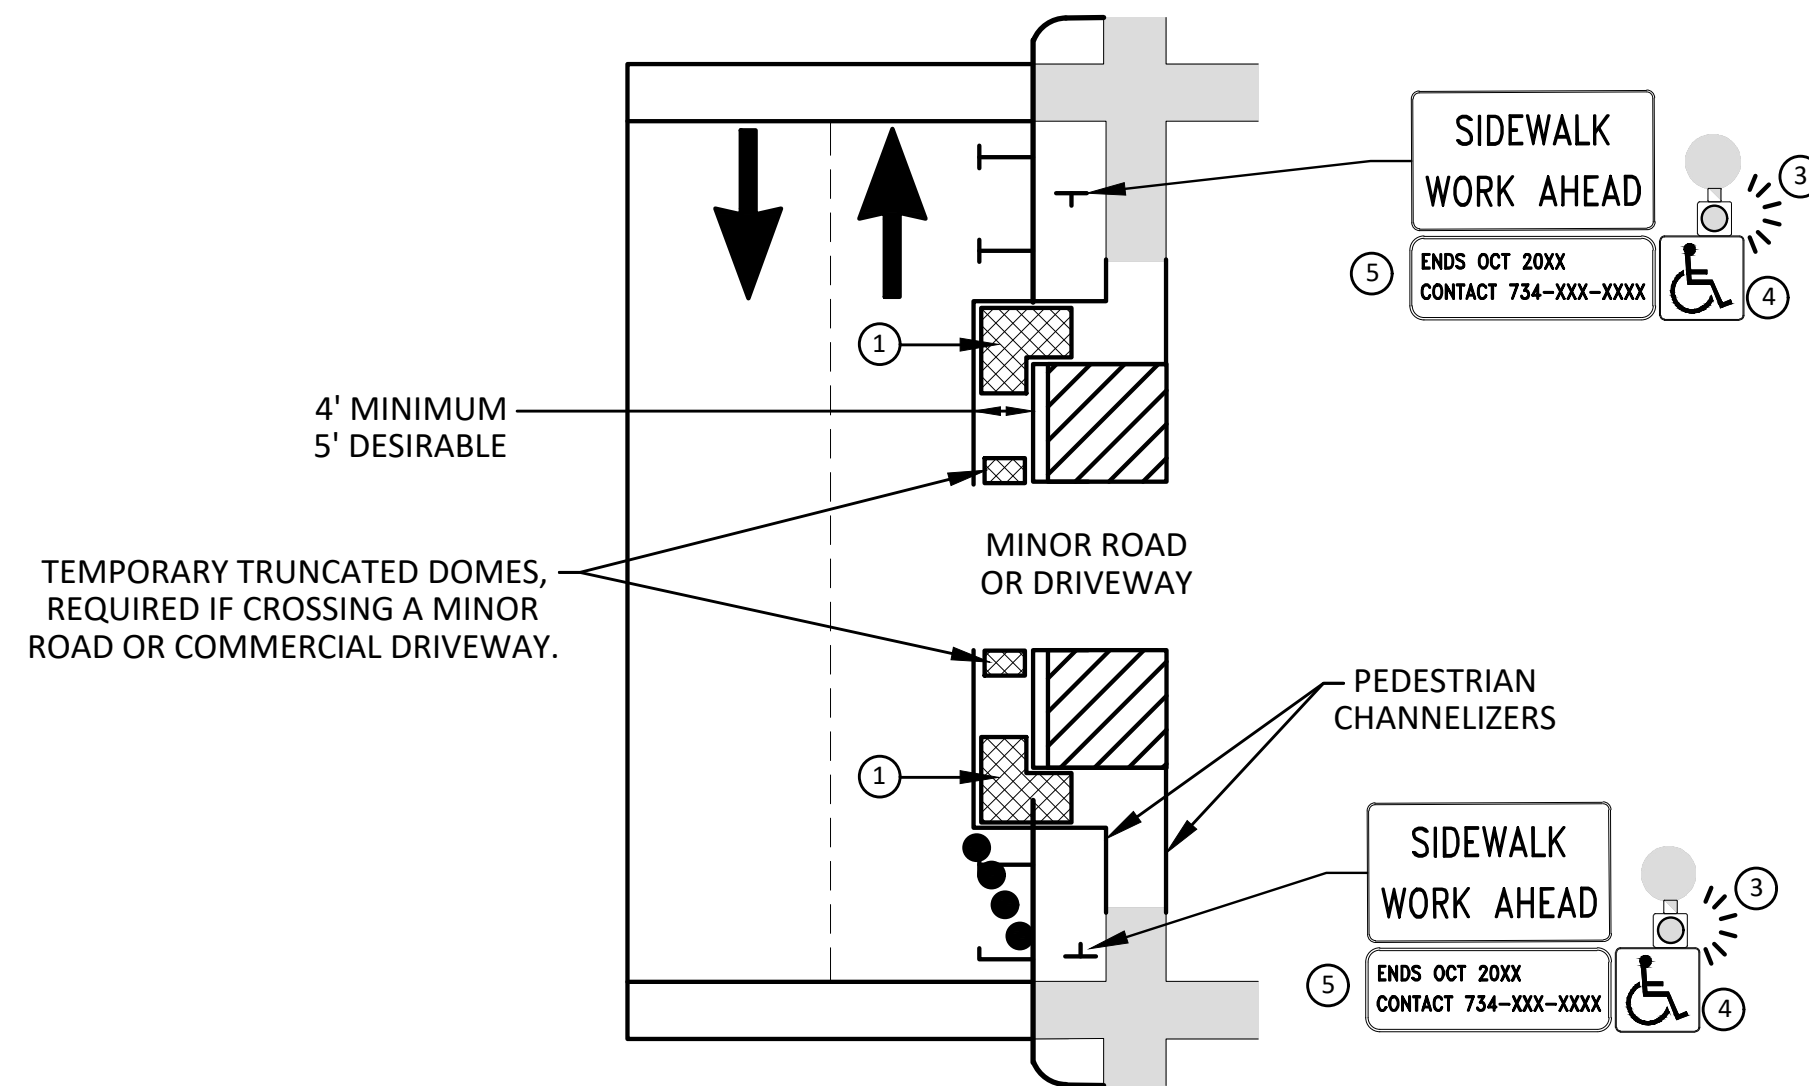 SIDEWALK
WORK AHEAD
3
5
ENDS OCT 20XX
CONTACT 734-XXX-XXXX
4
1
4' MINIMUM
5' DESIRABLE
MINOR ROAD
OR DRIVEWAY
TEMPORARY TRUNCATED DOMES,
REQUIRED IF CROSSING A MINOR
ROAD OR COMMERCIAL DRIVEWAY.
PEDESTRIAN
CHANNELIZERS
1
SIDEWALK
WORK AHEAD
3
5
ENDS OCT 20XX
CONTACT 734-XXX-XXXX
4